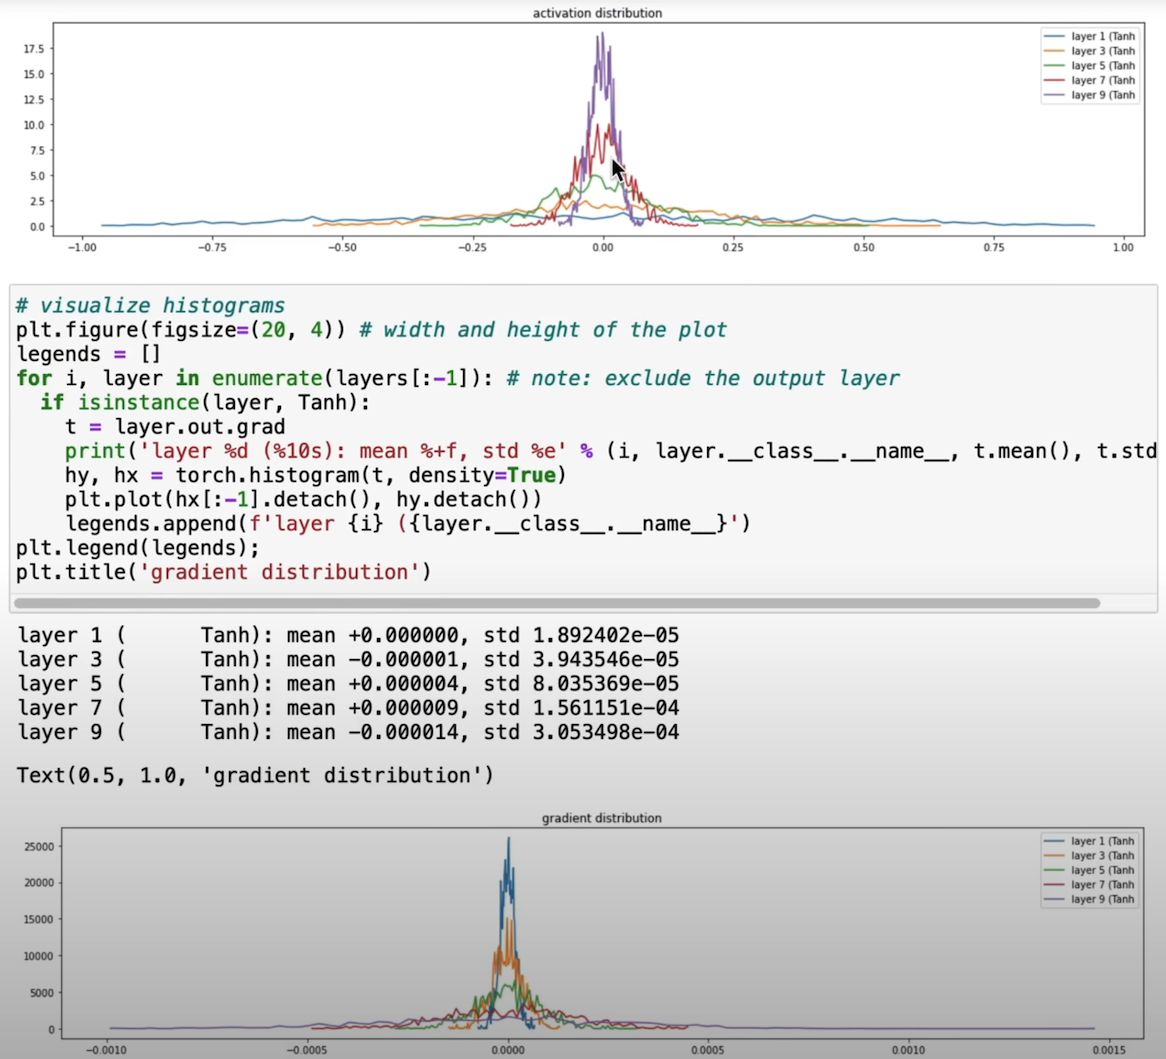 activation distribution
17.5
15.0
12.5
10.0
7.5
5.0
2.5
0.0
layer 1 (Tanh
layer 3 (Tanh
layer 5 (Tanh
layer 7 (Tanh
layer 9 (Tanh
−1.00 −0.75 −0.50 −0.25 0.00 0.25 0.50 0.75 1.00
# visualize histograms
plt.figure(figsize=(20, 4)) # width and height of the plot
legends = []
for i, layer in enumerate(layers[:-1]): # note: exclude the output layer
  if isinstance(layer, Tanh):
    t = layer.out.grad
    print('layer %d (%10s): mean %+f, std %e' % (i, layer.__class__.__name__, t.mean(), t.std
    hy, hx = torch.histogram(t, density=True)
    plt.plot(hx[:-1].detach(), hy.detach())
    legends.append(f'layer {i} ({layer.__class__.__name__}')
plt.legend(legends);
plt.title('gradient distribution')
layer 1 (      Tanh): mean +0.000000, std 1.892402e-05
layer 3 (      Tanh): mean -0.000001, std 3.943546e-05
layer 5 (      Tanh): mean +0.000004, std 8.035369e-05
layer 7 (      Tanh): mean +0.000009, std 1.561151e-04
layer 9 (      Tanh): mean -0.000014, std 3.053498e-04
Text(0.5, 1.0, 'gradient distribution')
gradient distribution
25000
20000
15000
10000
5000
0
layer 1 (Tanh
layer 3 (Tanh
layer 5 (Tanh
layer 7 (Tanh
layer 9 (Tanh
−0.0010 −0.0005 0.0000 0.0005 0.0010 0.0015